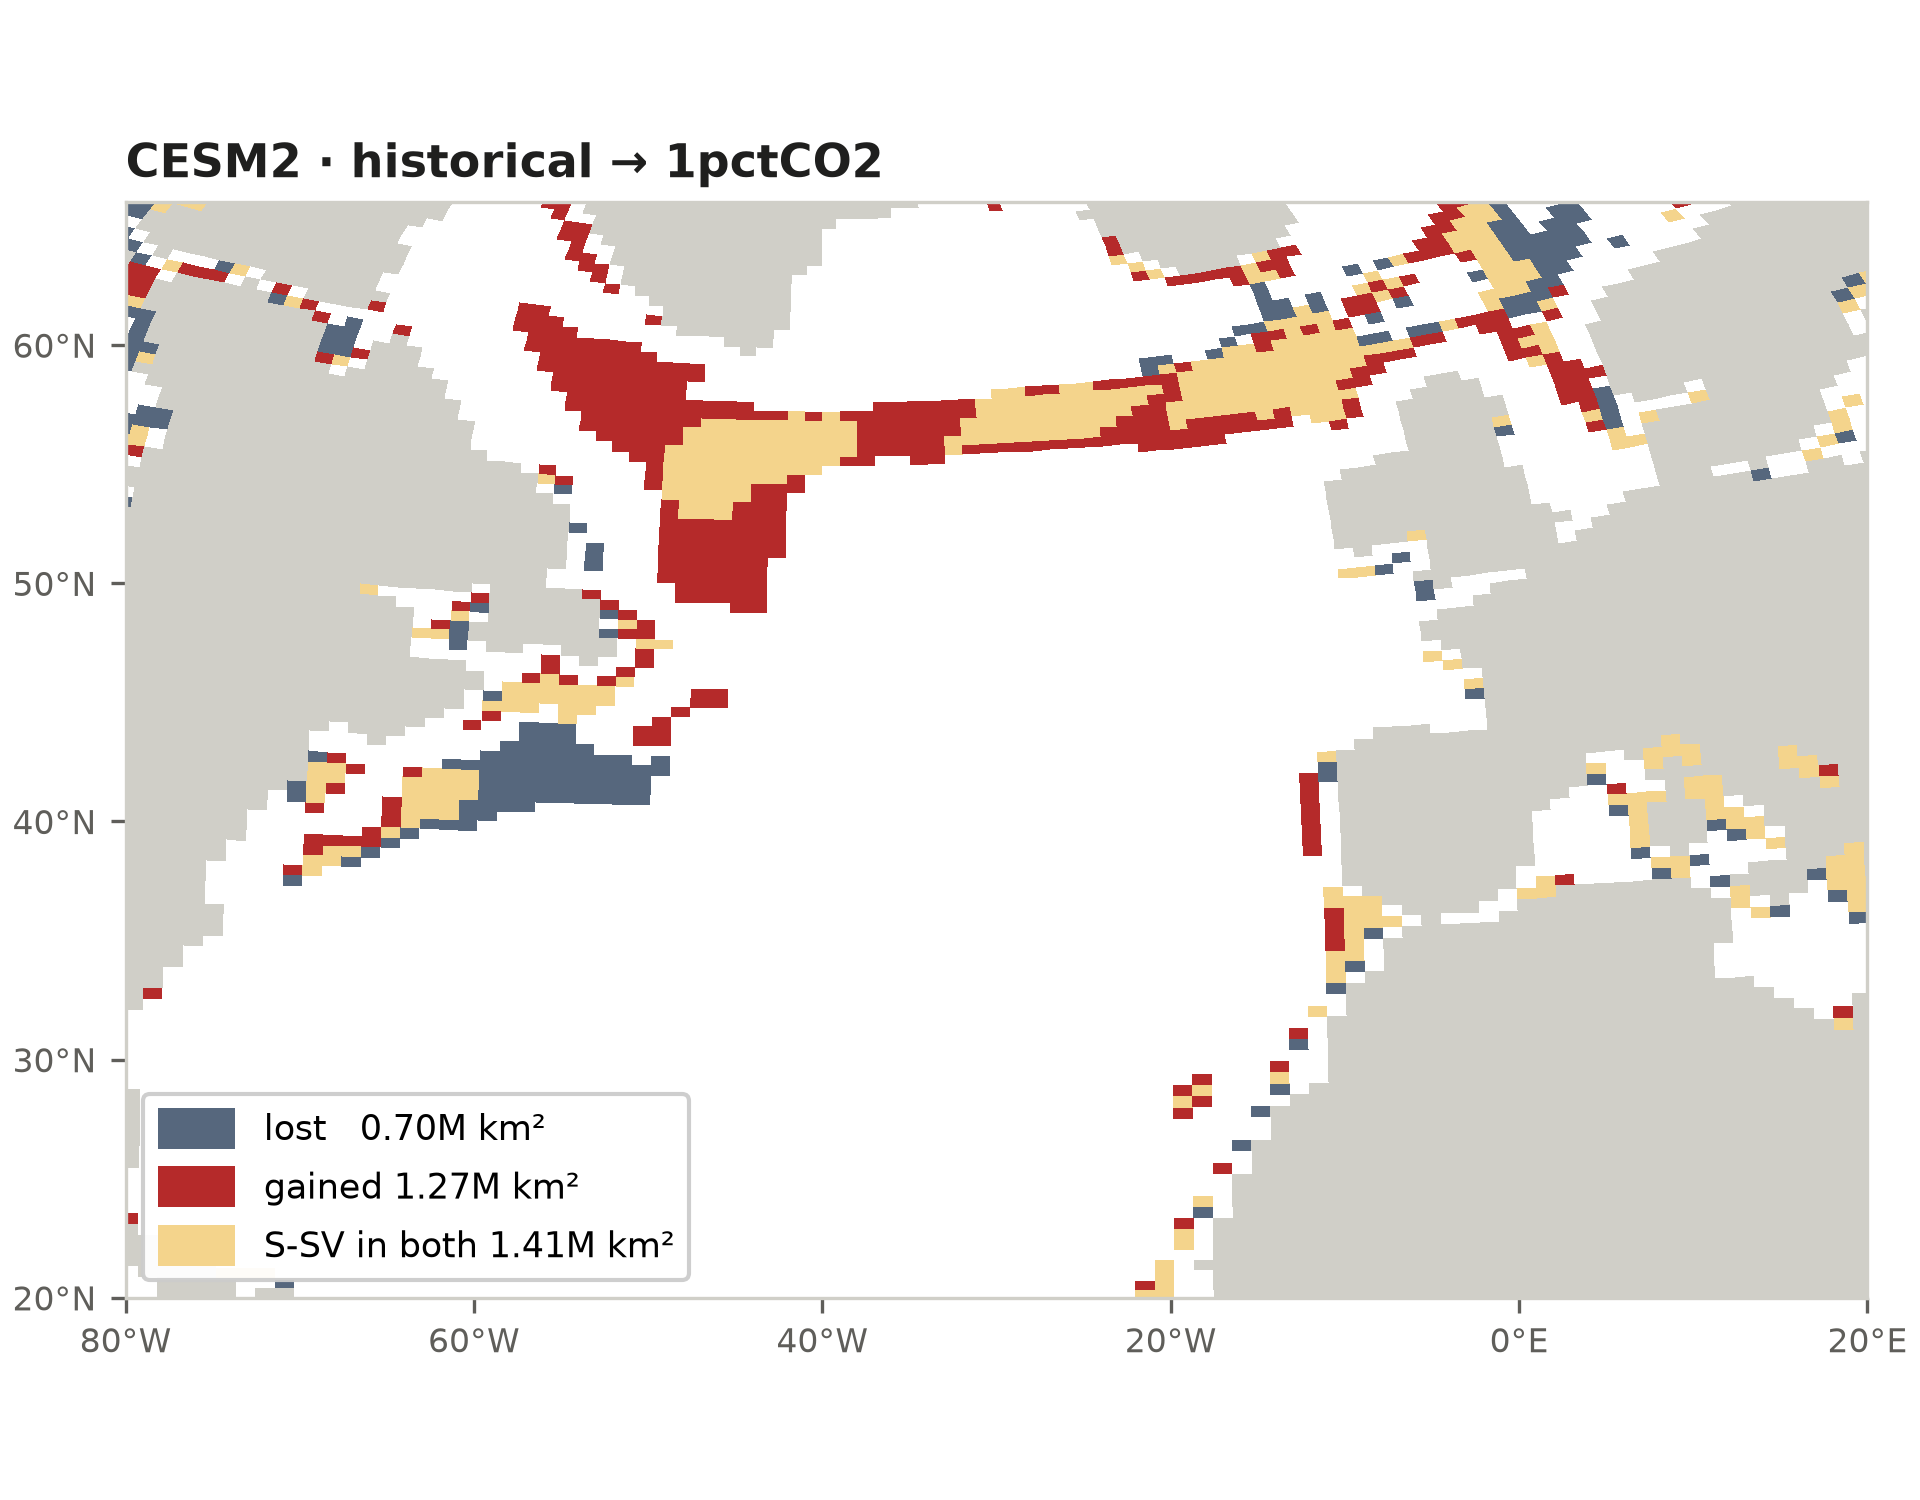 CESM2 · historical → 1pctCO2
60°N
50°N
40°N
30°N
20°N
lost 0.70M km²
gained 1.27M km²
S-SV in both 1.41M km²
80°W 60°W 40°W 20°W 0°E 20°E